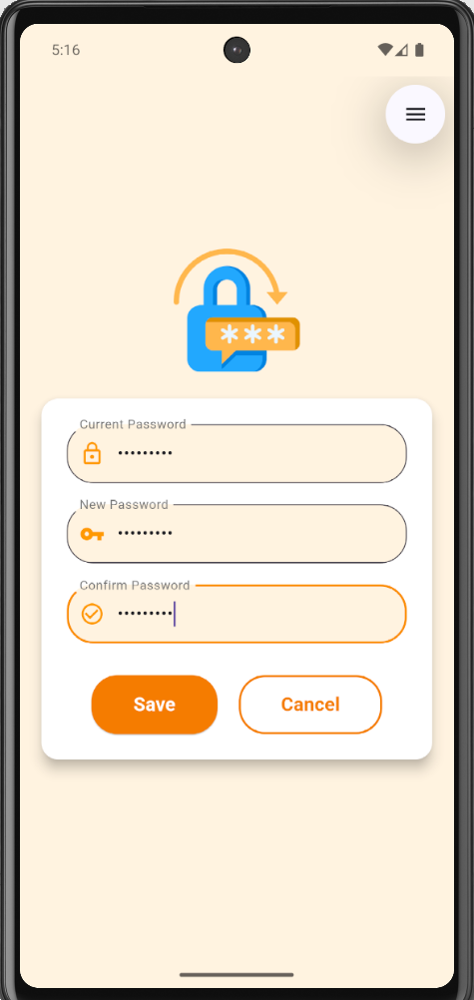 5:16
***
Current Password
•••••••••
New Password
•••••••••
Confirm Password
•••••••••
Save Cancel